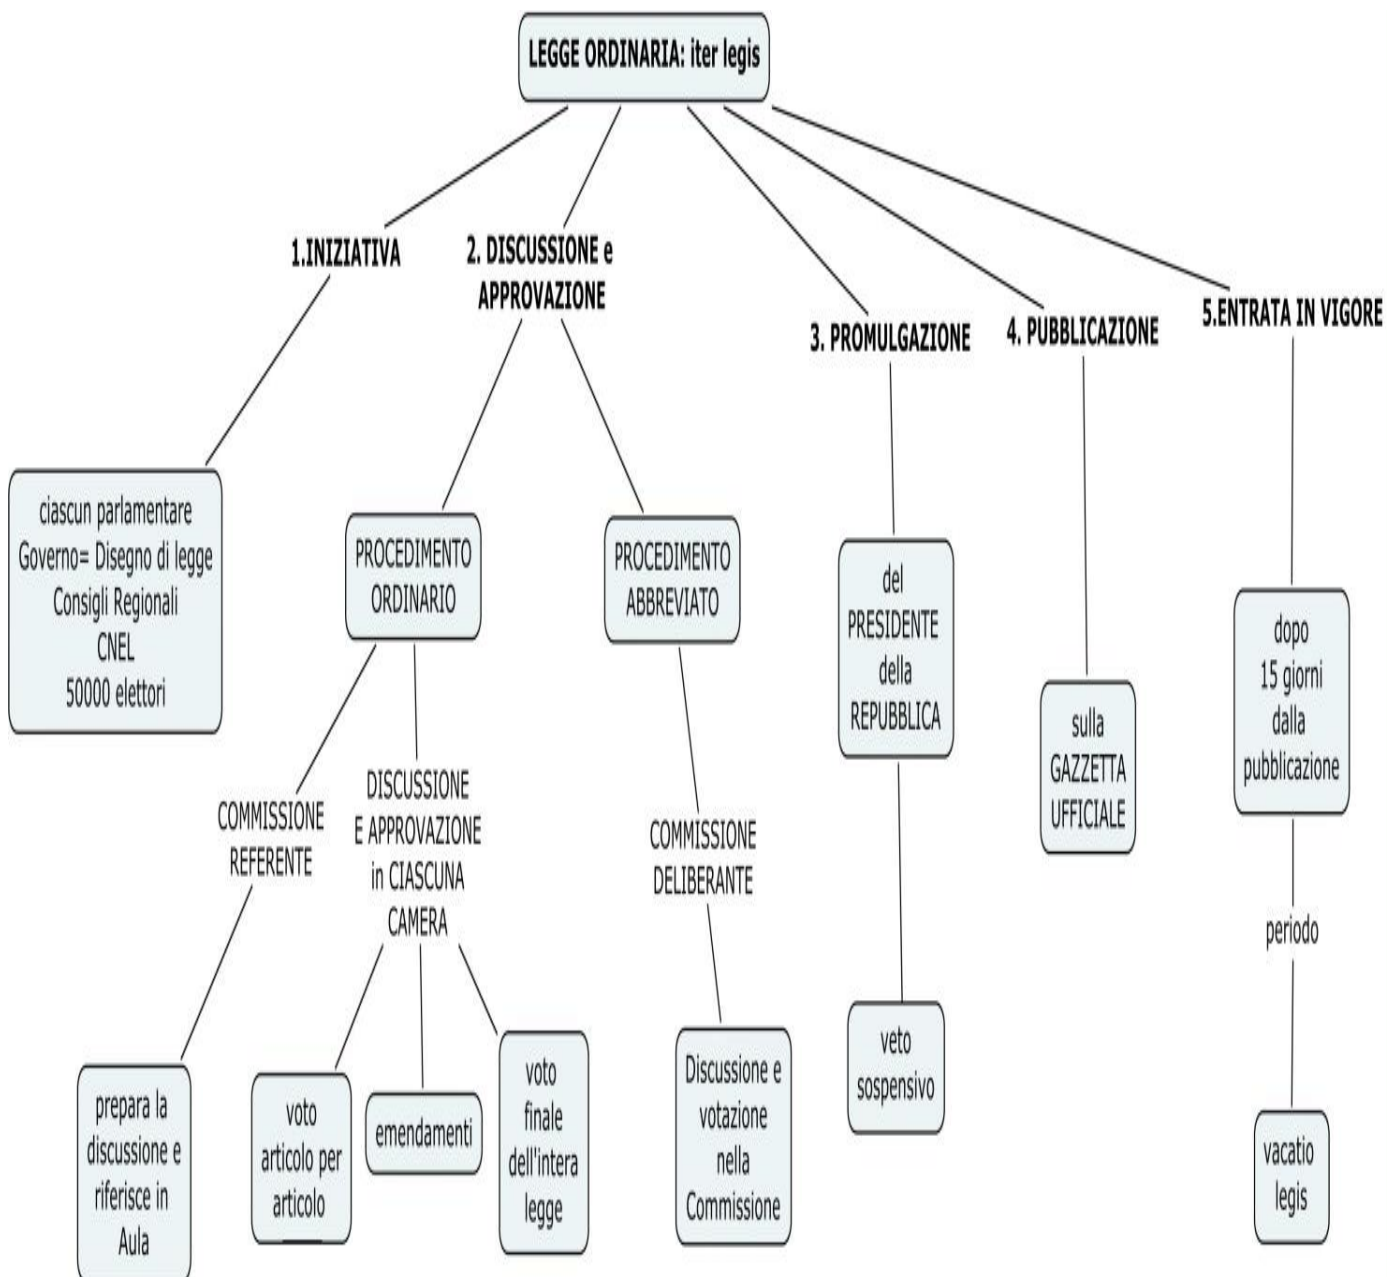 LEGGE ORDINARIA: iter legis
1.INIZIATIVA
2. DISCUSSIONE e
APPROVAZIONE
3. PROMULGAZIONE
4. PUBBLICAZIONE
5.ENTRATA IN VIGORE
ciascun parlamentare
Governo= Disegno di legge
Consigli Regionali
CNEL
50000 elettori
PROCEDIMENTO
ORDINARIO
PROCEDIMENTO
ABBREVIATO
del
PRESIDENTE
della
REPUBBLICA
sulla
GAZZETTA
UFFICIALE
dopo
15 giorni
dalla
pubblicazione
COMMISSIONE
REFERENTE
DISCUSSIONE
E APPROVAZIONE
in CIASCUNA
CAMERA
COMMISSIONE
DELIBERANTE
periodo
prepara la
discussione e
riferisce in
Aula
voto
articolo per
articolo
emendamenti
voto
finale
dell'intera
legge
Discussione e
votazione
nella
Commissione
veto
sospensivo
vacatio
legis